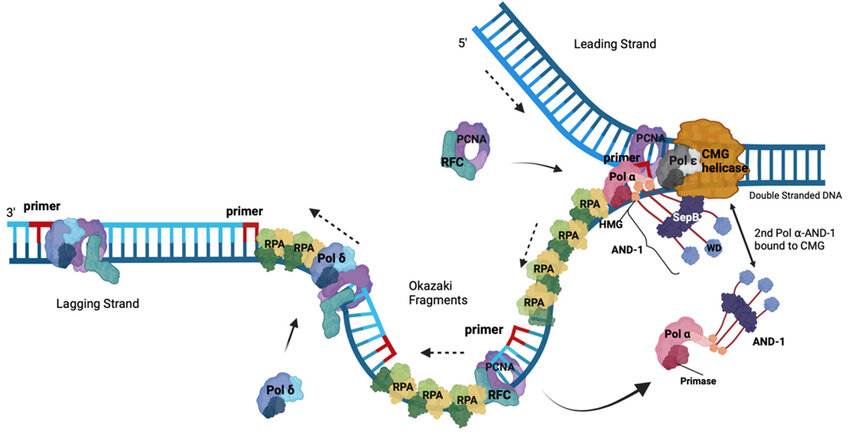 5'
Leading Strand
PCNA
RFC
PCNA
primer
Pol ε
CMG
helicase
Pol α
Double Stranded DNA
RPA
HMG
SepB
AND-1
WD
2nd Pol α-AND-1
bound to CMG
3'
primer
primer
RPA
RPA
RPA
Pol δ
RPA
RPA
Lagging Strand
Okazaki
Fragments
primer
AND-1
Pol α
Primase
PCNA
RFC
RPA
RPA
RPA
Pol δ